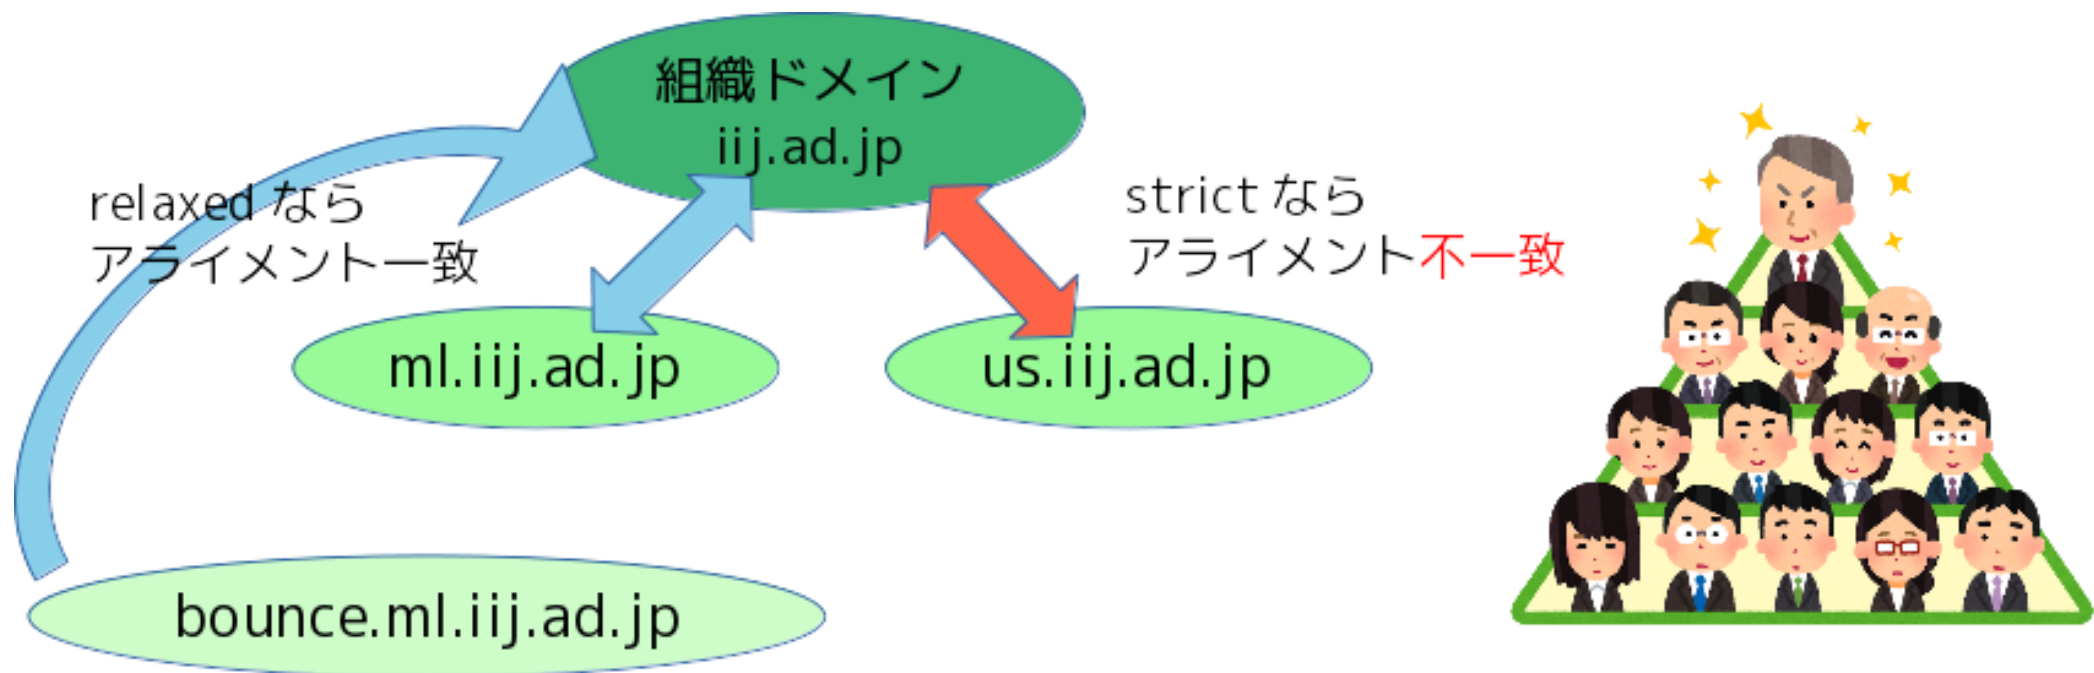 組織ドメイン
iij.ad.jp
relaxed なら
アライメント一致
strict なら
アライメント不一致
ml.iij.ad.jp
us.iij.ad.jp
bounce.ml.iij.ad.jp